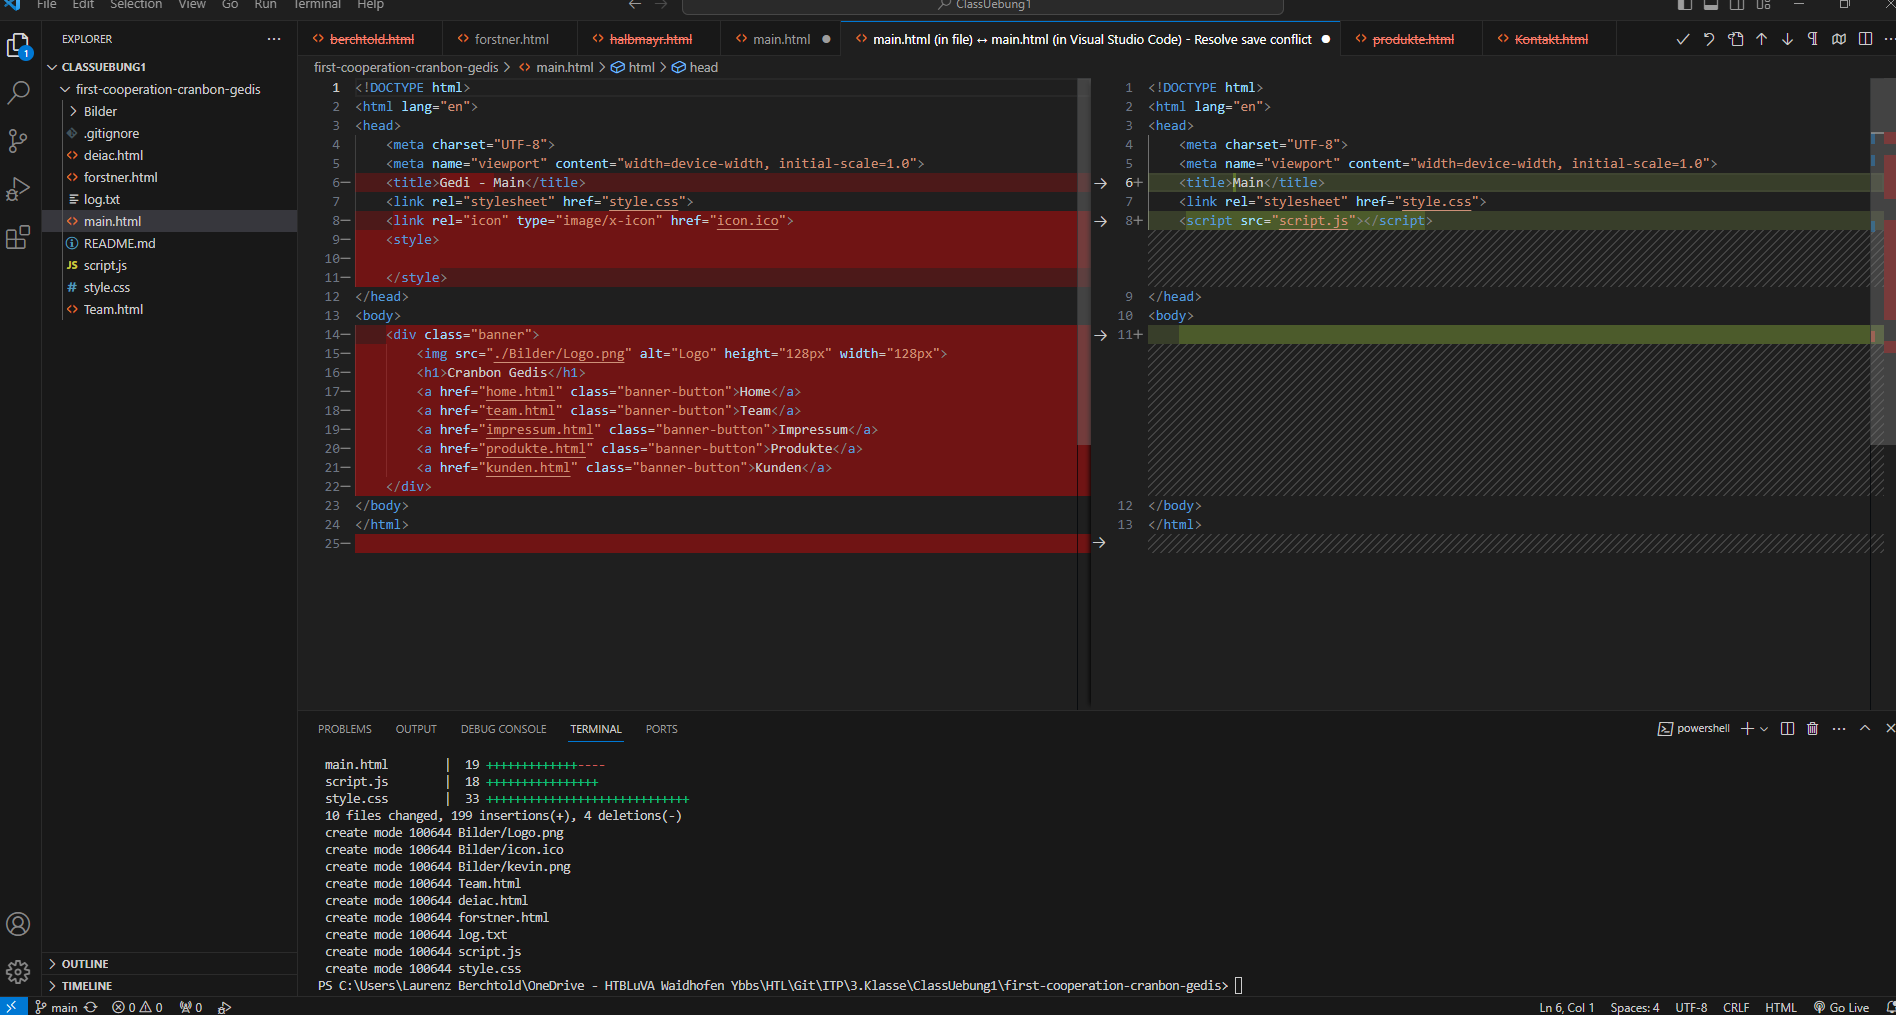 File Edit Selection View Go Run Terminal Help
ClassUebung1
EXPLORER
CLASSUEBUNG1
first-cooperation-cranbon-gedis
Bilder
.gitignore
deiac.html
forstner.html
log.txt
main.html
README.md
JS script.js
# style.css
Team.html
OUTLINE
TIMELINE
1
berchtold.html
forstner.html
halbmayr.html
main.html
main.html (in file) ↔ main.html (in Visual Studio Code) - Resolve save conflict
produkte.html
Kontakt.html
first-cooperation-cranbon-gedis > main.html > html > head
1 <!DOCTYPE html>
2 <html lang="en">
3 <head>
4 <meta charset="UTF-8">
5 <meta name="viewport" content="width=device-width, initial-scale=1.0">
6− <title>Gedi - Main</title>
7 <link rel="stylesheet" href="style.css">
8− <link rel="icon" type="image/x-icon" href="icon.ico">
9− <style>
10−
11− </style>
12 </head>
13 <body>
14− <div class="banner">
15− <img src="./Bilder/Logo.png" alt="Logo" height="128px" width="128px">
16− <h1>Cranbon Gedis</h1>
17− <a href="home.html" class="banner-button">Home</a>
18− <a href="team.html" class="banner-button">Team</a>
19− <a href="impressum.html" class="banner-button">Impressum</a>
20− <a href="produkte.html" class="banner-button">Produkte</a>
21− <a href="kunden.html" class="banner-button">Kunden</a>
22− </div>
23 </body>
24 </html>
25−
1 <!DOCTYPE html>
2 <html lang="en">
3 <head>
4 <meta charset="UTF-8">
5 <meta name="viewport" content="width=device-width, initial-scale=1.0">
6+ <title>Main</title>
7 <link rel="stylesheet" href="style.css">
8+ <script src="script.js"></script>
9 </head>
10 <body>
11+
12 </body>
13 </html>
PROBLEMS OUTPUT DEBUG CONSOLE TERMINAL PORTS
powershell
main.html | 19 +++++++++++++----
script.js | 18 ++++++++++++++++
style.css | 33 +++++++++++++++++++++++++++++
10 files changed, 199 insertions(+), 4 deletions(-)
create mode 100644 Bilder/Logo.png
create mode 100644 Bilder/icon.ico
create mode 100644 Bilder/kevin.png
create mode 100644 Team.html
create mode 100644 deiac.html
create mode 100644 forstner.html
create mode 100644 log.txt
create mode 100644 script.js
create mode 100644 style.css
PS C:\Users\Laurenz Berchtold\OneDrive - HTBLuVA Waidhofen Ybbs\HTL\Git\ITP\3.Klasse\ClassUebung1\first-cooperation-cranbon-gedis>
main 0 0 0
Ln 6, Col 1 Spaces: 4 UTF-8 CRLF HTML Go Live